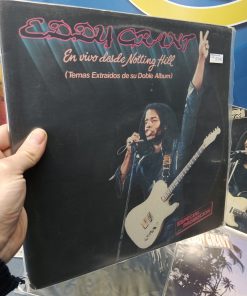 EDDY GRANT
En vivo desde Notting Hill
(Temas Extraidos de su Doble Album)